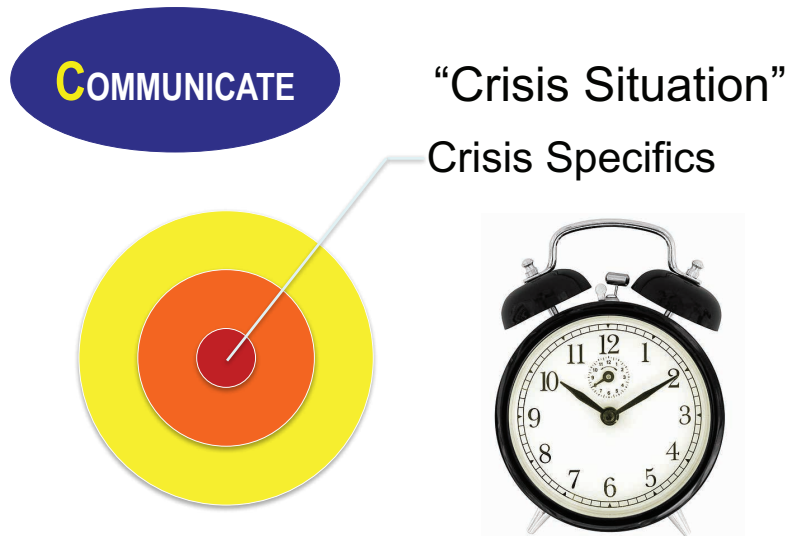 COMMUNICATE
“Crisis Situation”
Crisis Specifics
12
11 1
10 2
9 3
8 4
7 5
6